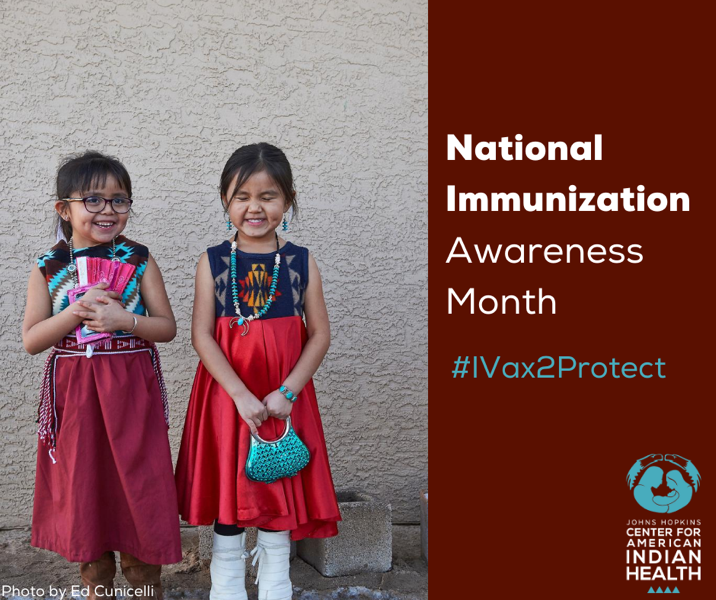 National
Immunization
Awareness
Month
#IVax2Protect
JOHNS HOPKINS
CENTER FOR
AMERICAN
INDIAN
HEALTH
Photo by Ed Cunicelli